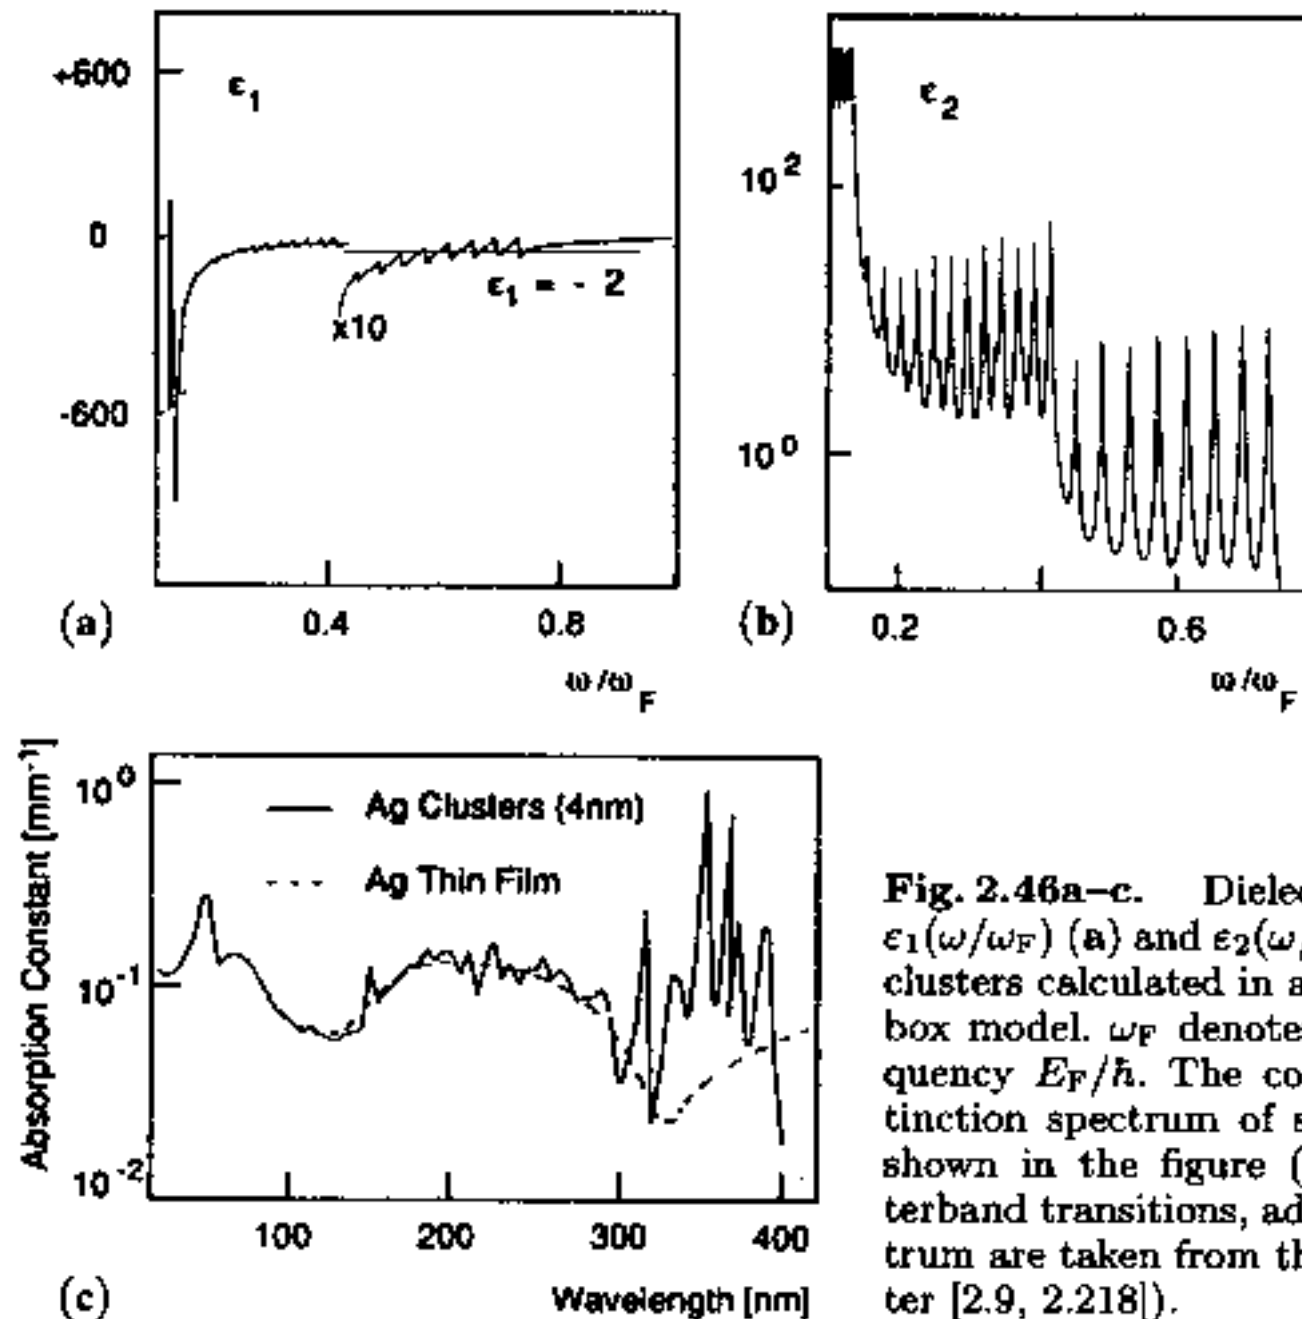 +600
ε1
0
ε1 = - 2
x10
-600
0.4
0.8
(a)
ω/ωF
ε2
10²
10⁰
0.2
0.6
(b)
ω/ωF
Absorption Constant [mm⁻¹]
10⁰
10⁻¹
10⁻²
Ag Clusters (4nm)
Ag Thin Film
100
200
300
400
(c)
Wavelength [nm]
Fig. 2.46a–c. Dielec
ε1(ω/ωF) (a) and ε2(ω
clusters calculated in a
box model. ωF denote
quency EF/ħ. The co
tinction spectrum of s
shown in the figure (
terband transitions, ad
trum are taken from th
ter [2.9, 2.218]).